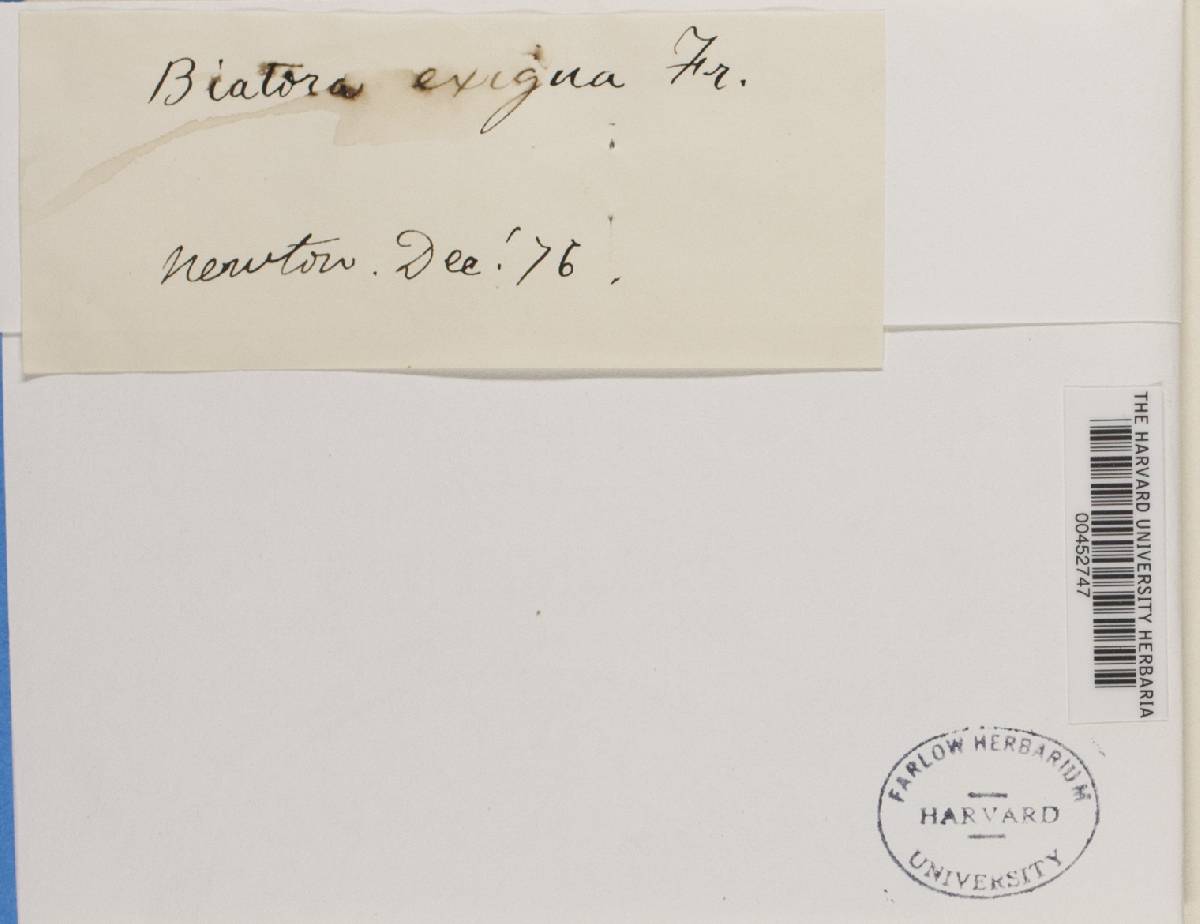 Biatora exigua Fr.
Newton. Dec. '76.
THE HARVARD UNIVERSITY HERBARIA
00452747
FARLOW HERBARIUM
HARVARD
UNIVERSITY